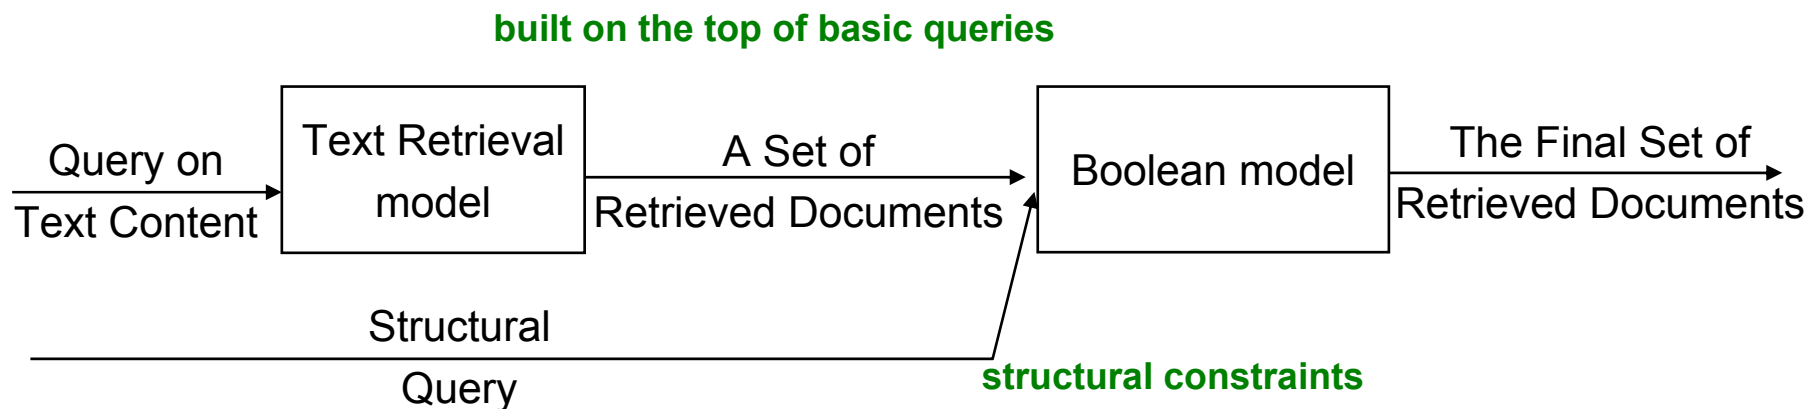 built on the top of basic queries
Query on
Text Content
Text Retrieval
model
A Set of
Retrieved Documents
Boolean model
The Final Set of
Retrieved Documents
Structural
Query
structural constraints